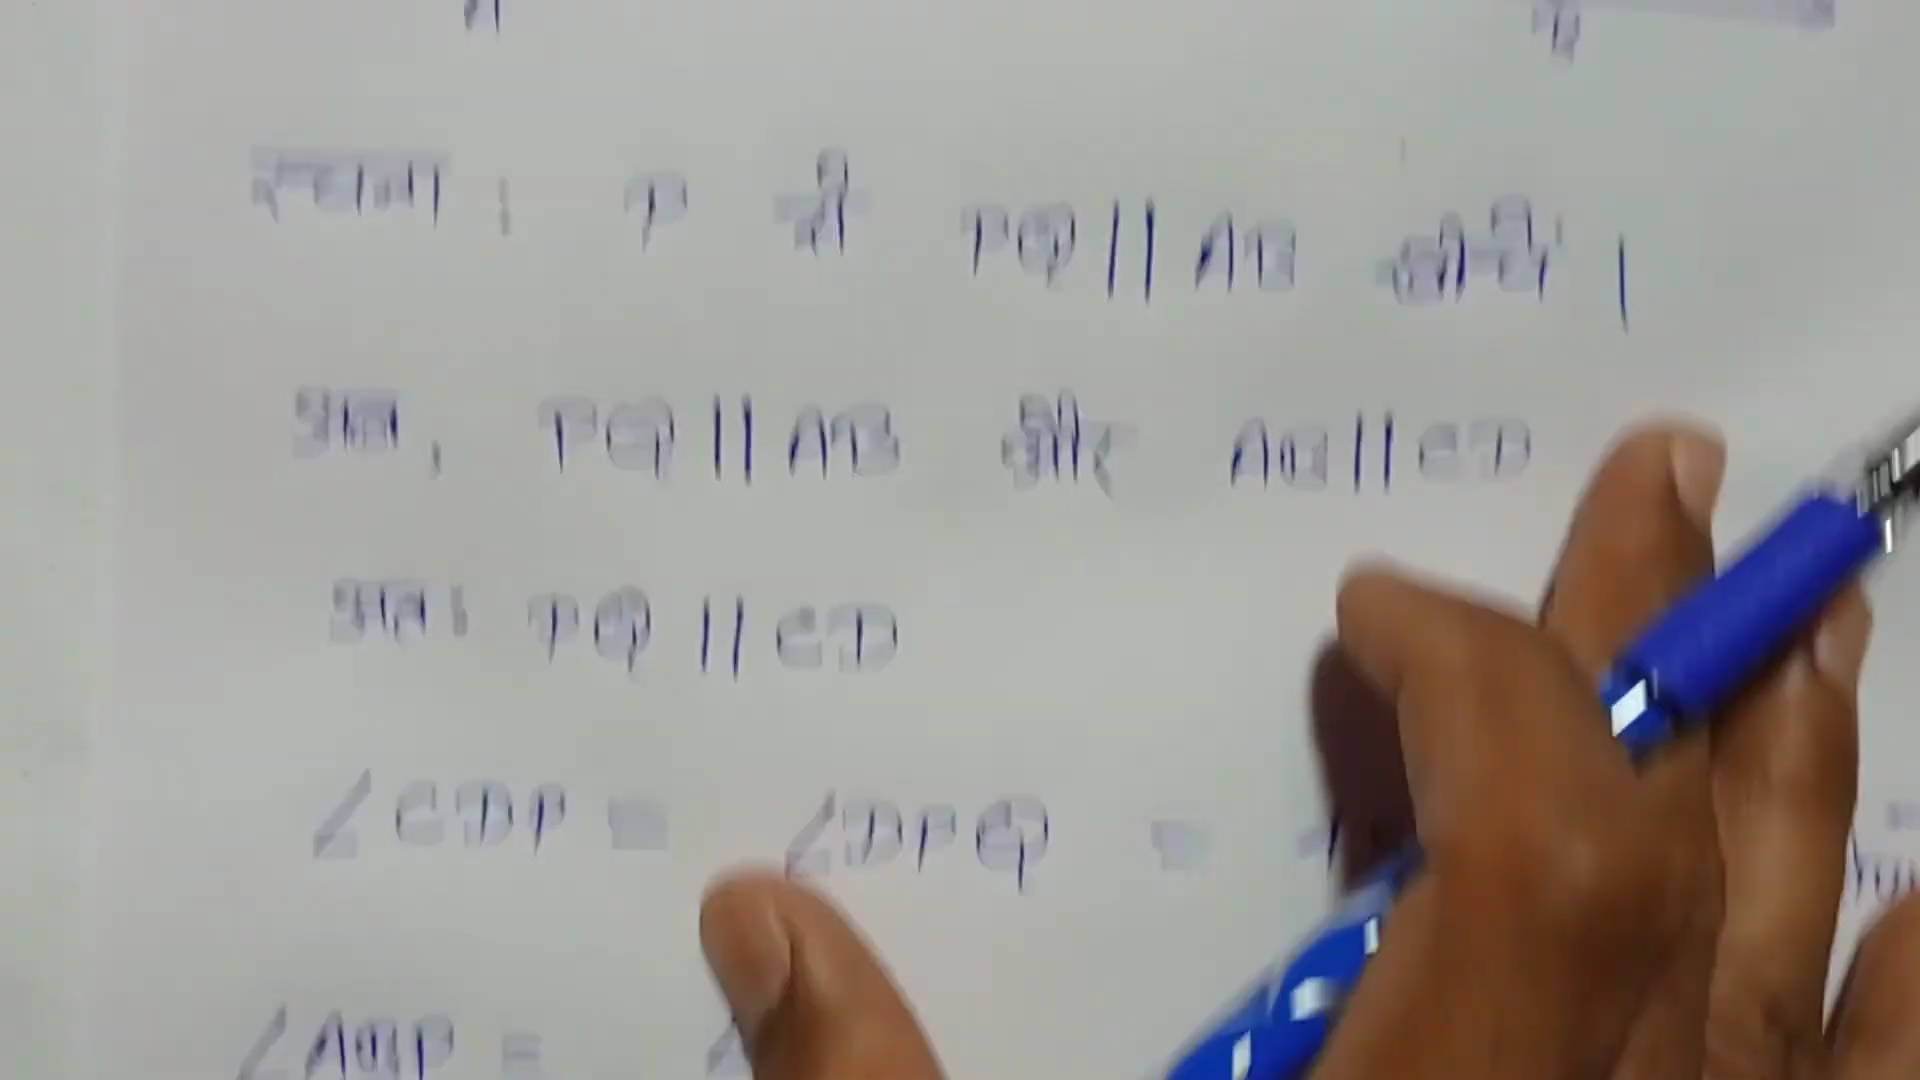 रचना : P से PQ || AB खींचें |
अब, PQ || AB और AB || CD
अतः PQ || CD
∠CDP = ∠DPQ =
∠ABP =